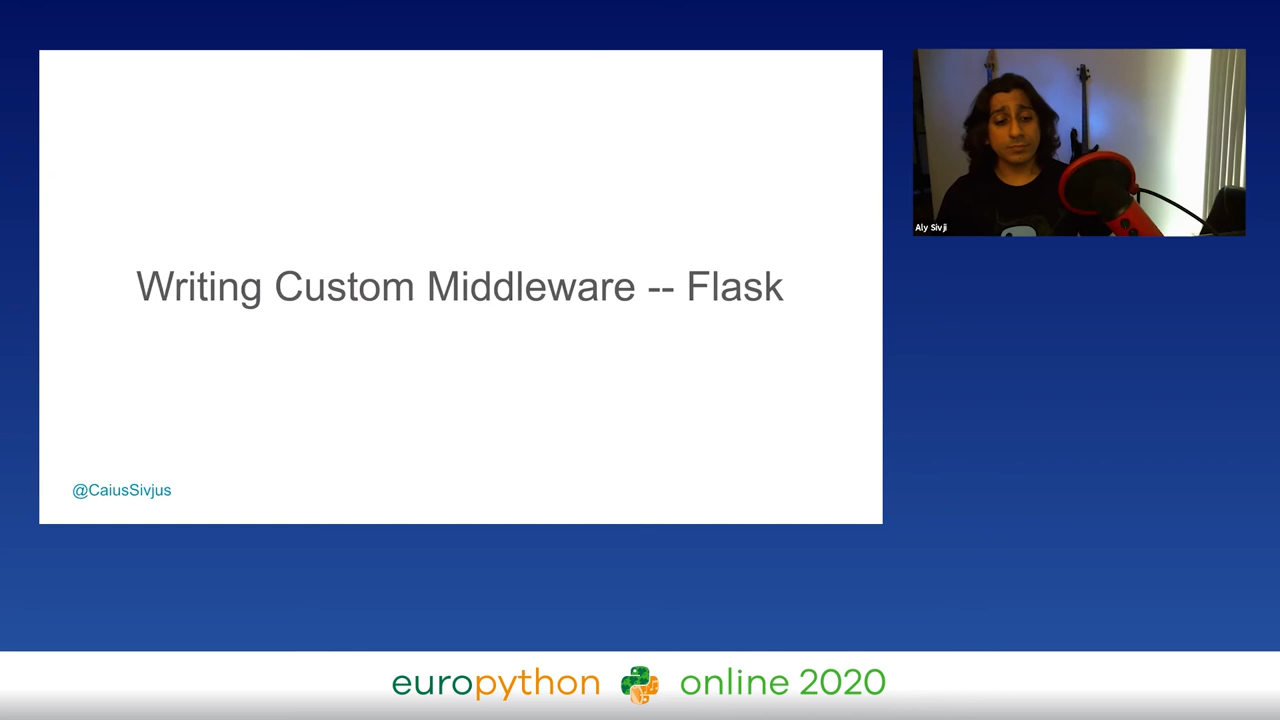 Writing Custom Middleware -- Flask
@CaiusSivjus
Aly Sivji
europython online 2020